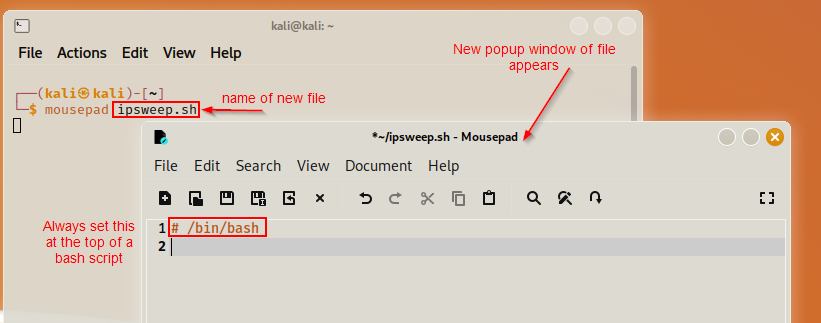 kali@kali: ~
File Actions Edit View Help
New popup window of file
appears
┌──(kali㉿kali)-[~]
└─$ mousepad ipsweep.sh
name of new file
*~/ipsweep.sh - Mousepad
File Edit Search View Document Help
Always set this
at the top of a
bash script
1 # /bin/bash
2